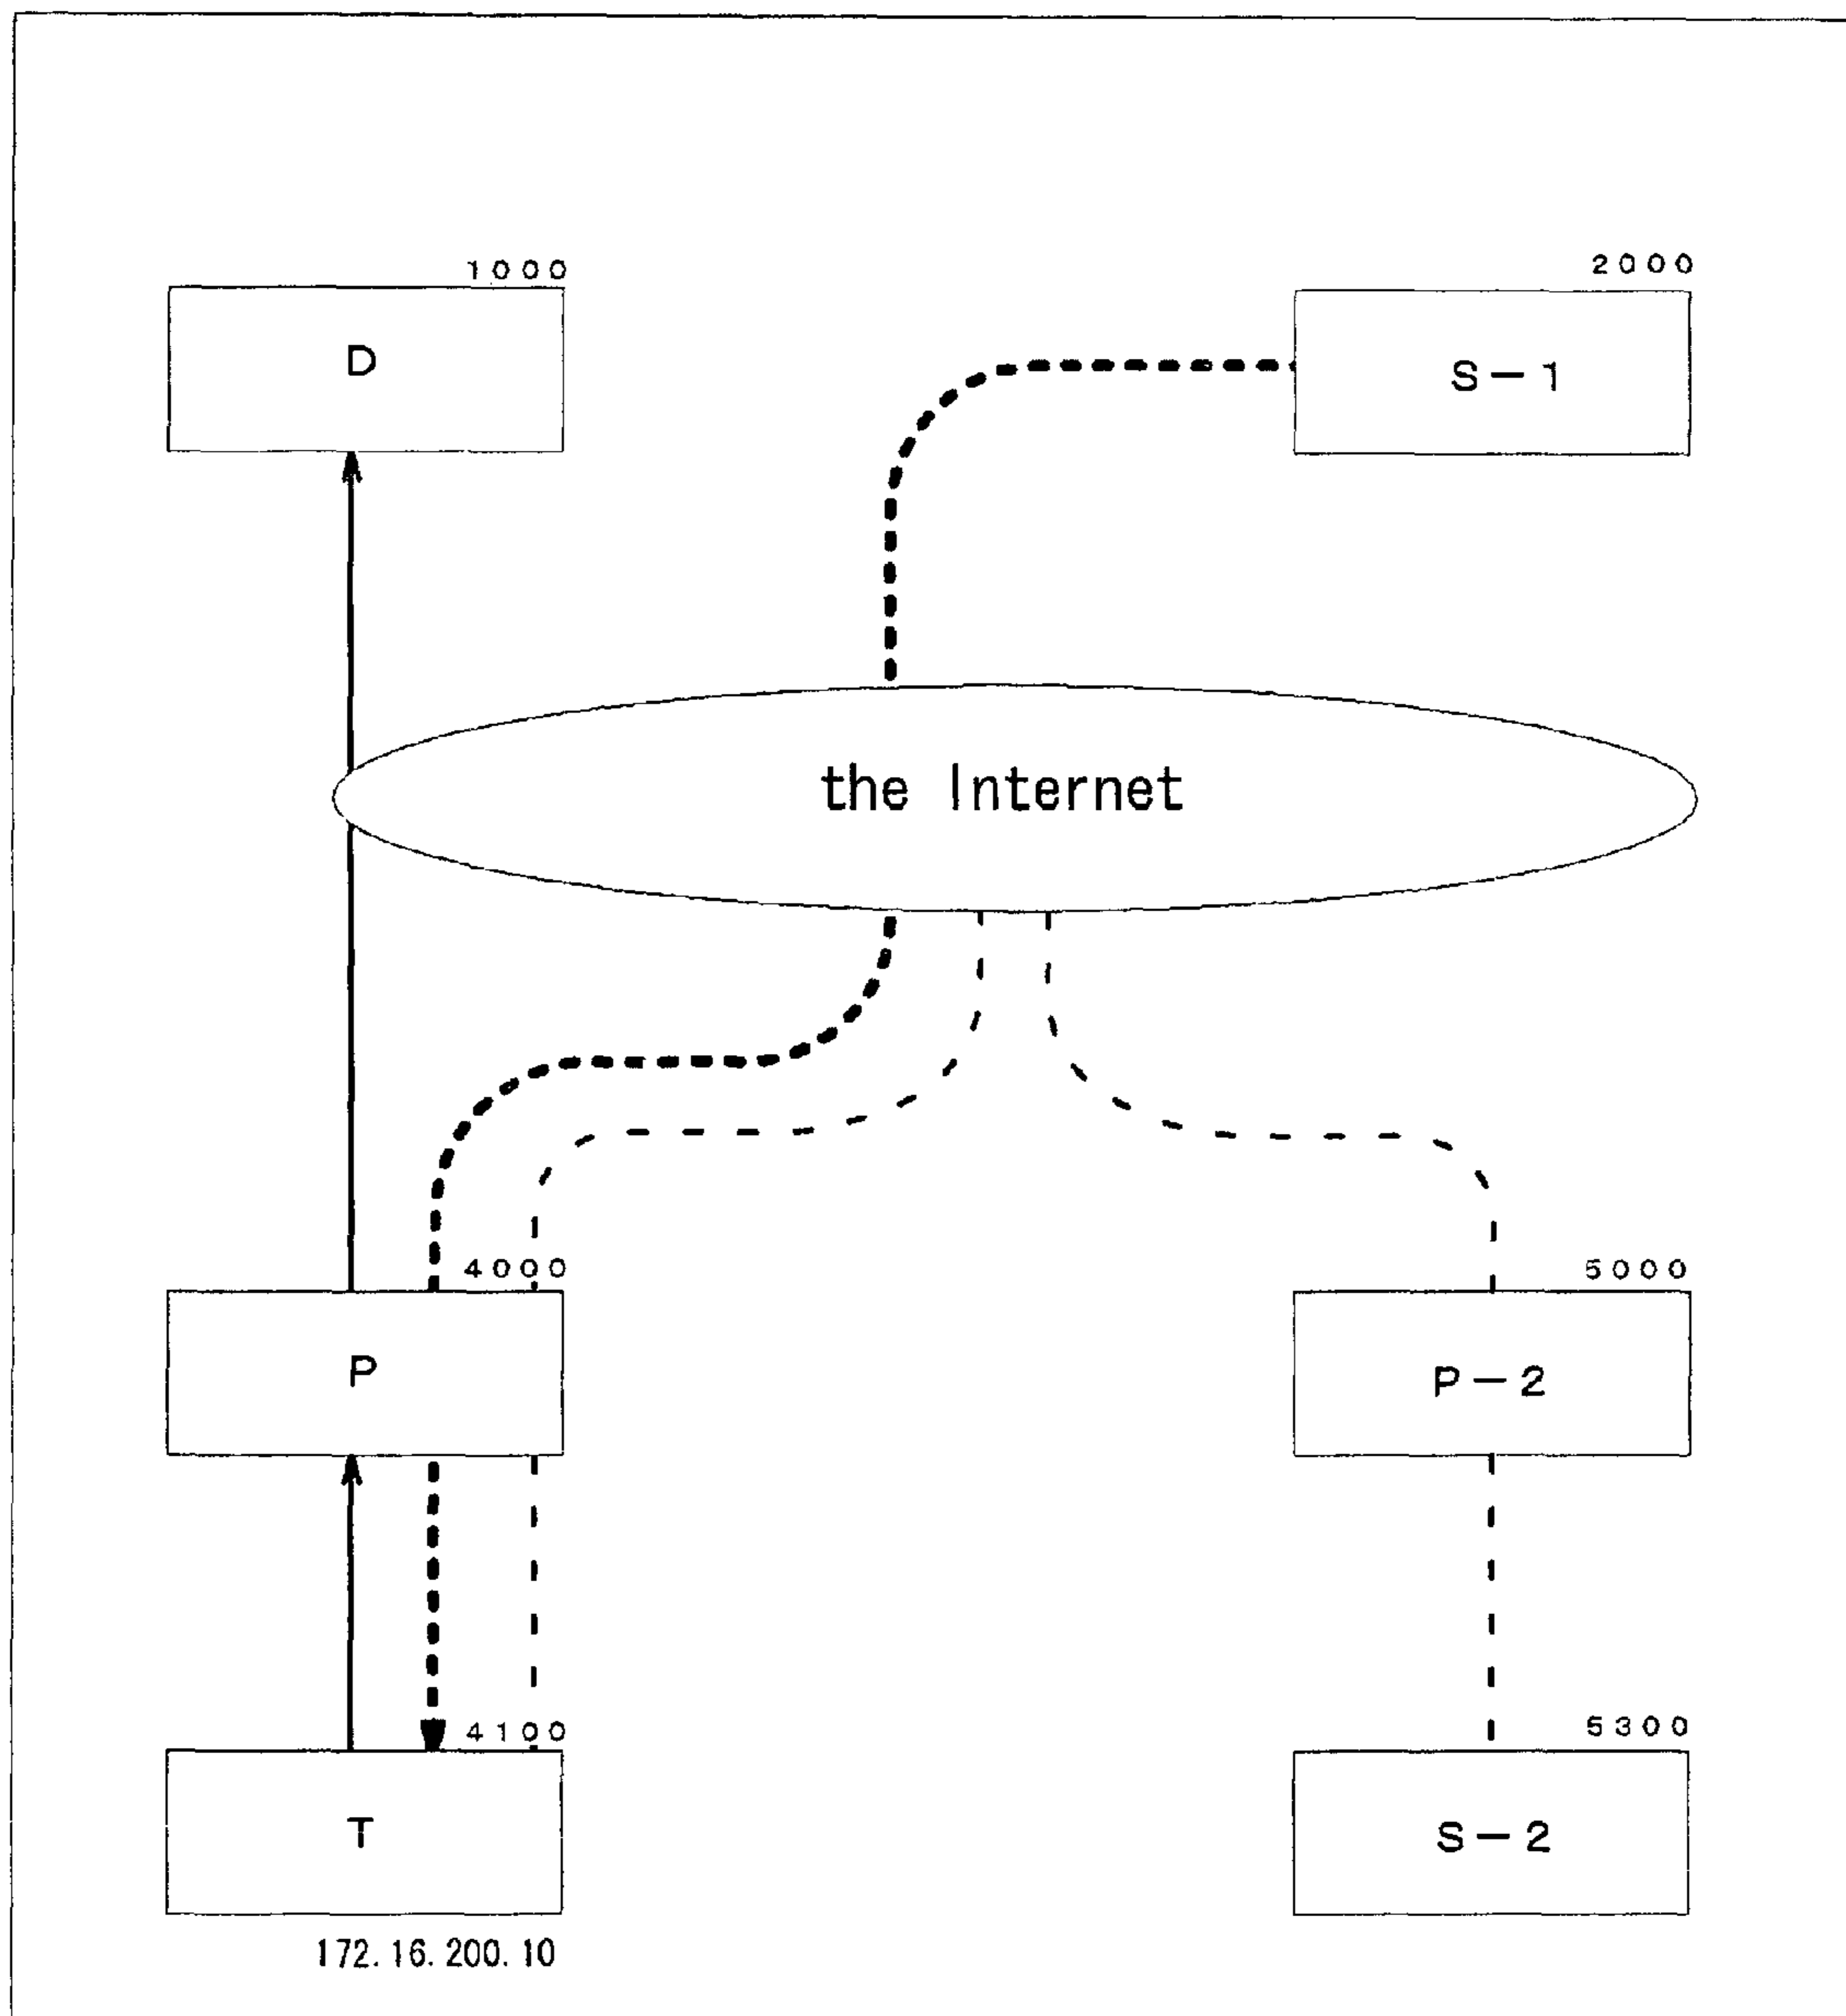 1000
D
2000
S-1
the Internet
4000
P
5000
P-2
4100
T
172.16.200.10
5300
S-2